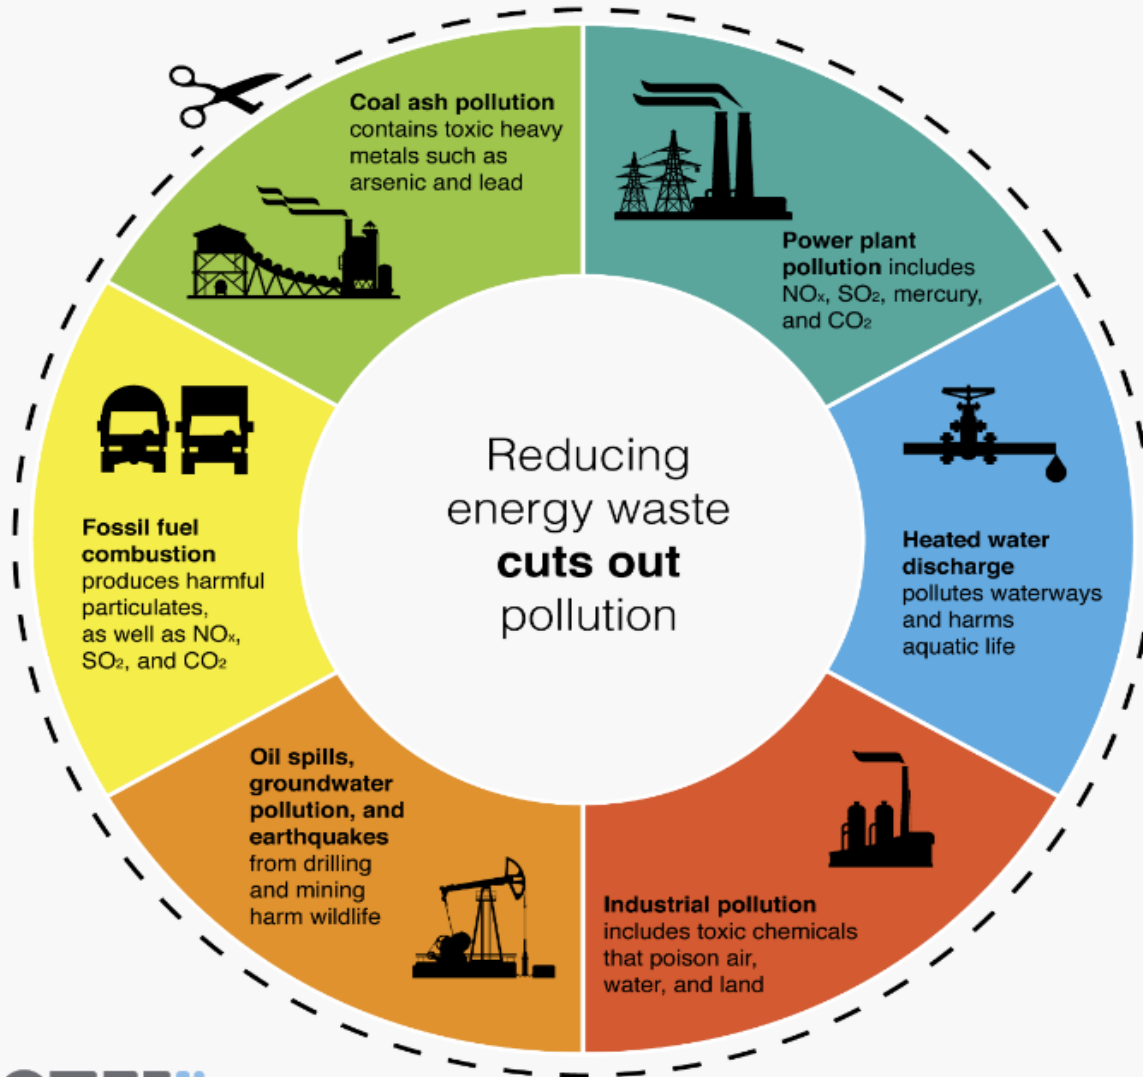 Coal ash pollution
contains toxic heavy
metals such as
arsenic and lead
Power plant
pollution includes
NOₓ, SO₂, mercury,
and CO₂
Heated water
discharge
pollutes waterways
and harms
aquatic life
Industrial pollution
includes toxic chemicals
that poison air,
water, and land
Oil spills,
groundwater
pollution, and
earthquakes
from drilling
and mining
harm wildlife
Fossil fuel
combustion
produces harmful
particulates,
as well as NOₓ,
SO₂, and CO₂
Reducing
energy waste
cuts out
pollution